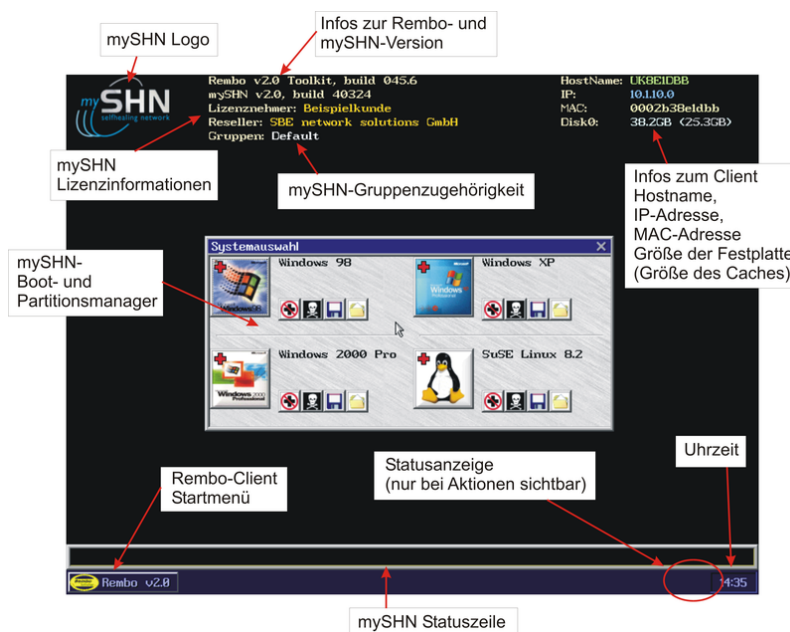 mySHN Logo
Infos zur Rembo- und
mySHN-Version
my SHN
selfhealing network
Rembo v2.0 Toolkit, build 045.6
mySHN v2.0, build 40324
Lizenznehmer: Beispielkunde
Reseller: SBE network solutions GmbH
Gruppen: Default
HostName: UK8E1DBB
IP: 10.1.10.0
MAC: 0002b38e1dbb
Disk0: 38.2GB (25.3GB)
mySHN
Lizenzinformationen
mySHN-Gruppenzugehörigkeit
Infos zum Client
Hostname,
IP-Adresse,
MAC-Adresse
Größe der Festplatte
(Größe des Caches)
mySHN-
Boot- und
Partitionsmanager
Systemauswahl
Windows 98
Windows XP
Windows 2000 Pro
SuSE Linux 8.2
Rembo-Client
Startmenü
Statusanzeige
(nur bei Aktionen sichtbar)
Uhrzeit
Rembo v2.0
14:35
mySHN Statuszeile